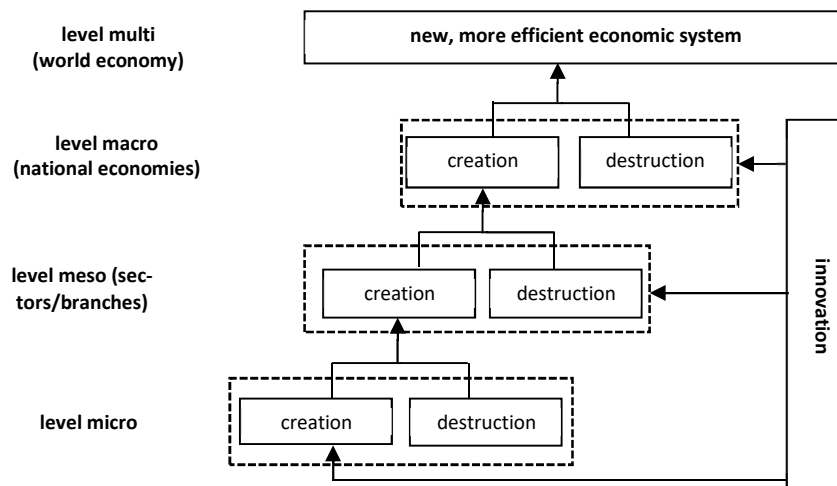 level multi
(world economy)
new, more efficient economic system
level macro
(national economies)
creation
destruction
level meso (sec-
tors/branches)
creation
destruction
innovation
level micro
creation
destruction